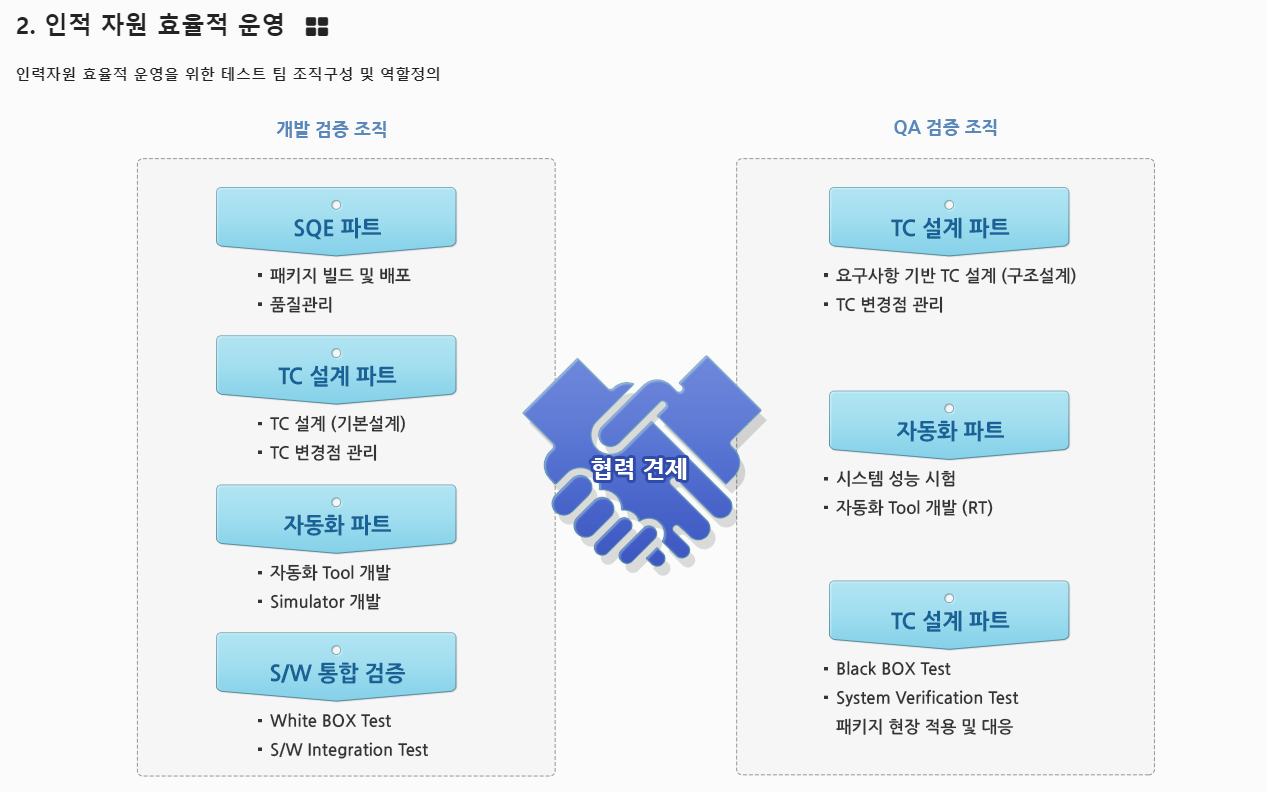 2. 인적 자원 효율적 운영
인력자원 효율적 운영을 위한 테스트 팀 조직구성 및 역할정의
개발 검증 조직
SQE 파트
▪ 패키지 빌드 및 배포
▪ 품질관리
TC 설계 파트
▪ TC 설계 (기본설계)
▪ TC 변경점 관리
자동화 파트
▪ 자동화 Tool 개발
▪ Simulator 개발
S/W 통합 검증
▪ White BOX Test
▪ S/W Integration Test
협력 견제
QA 검증 조직
TC 설계 파트
▪ 요구사항 기반 TC 설계 (구조설계)
▪ TC 변경점 관리
자동화 파트
▪ 시스템 성능 시험
▪ 자동화 Tool 개발 (RT)
TC 설계 파트
▪ Black BOX Test
▪ System Verification Test
패키지 현장 적용 및 대응